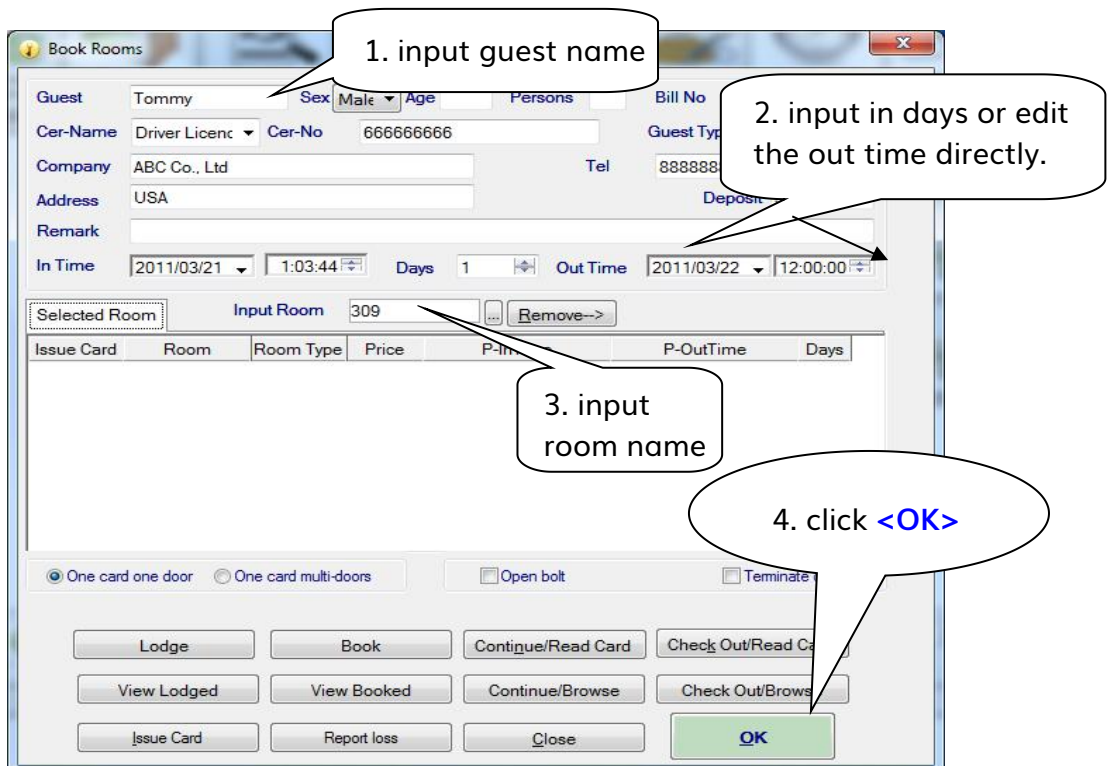 Book Rooms
1. input guest name
Guest Tommy Sex Male Age Persons Bill No
2. input in days or edit
the out time directly.
Cer-Name Driver Licenc Cer-No 666666666 Guest Typ
Company ABC Co., Ltd Tel 888888
Address USA Deposit
Remark
In Time 2011/03/21 1:03:44 Days 1 Out Time 2011/03/22 12:00:00
Selected Room Input Room 309 ... Remove-->
Issue Card Room Room Type Price P-InTime P-OutTime Days
3. input
room name
4. click <OK>
One card one door One card multi-doors Open bolt Terminate
Lodge Book Continue/Read Card Check Out/Read Ca
View Lodged View Booked Continue/Browse Check Out/Brows
Issue Card Report loss Close OK